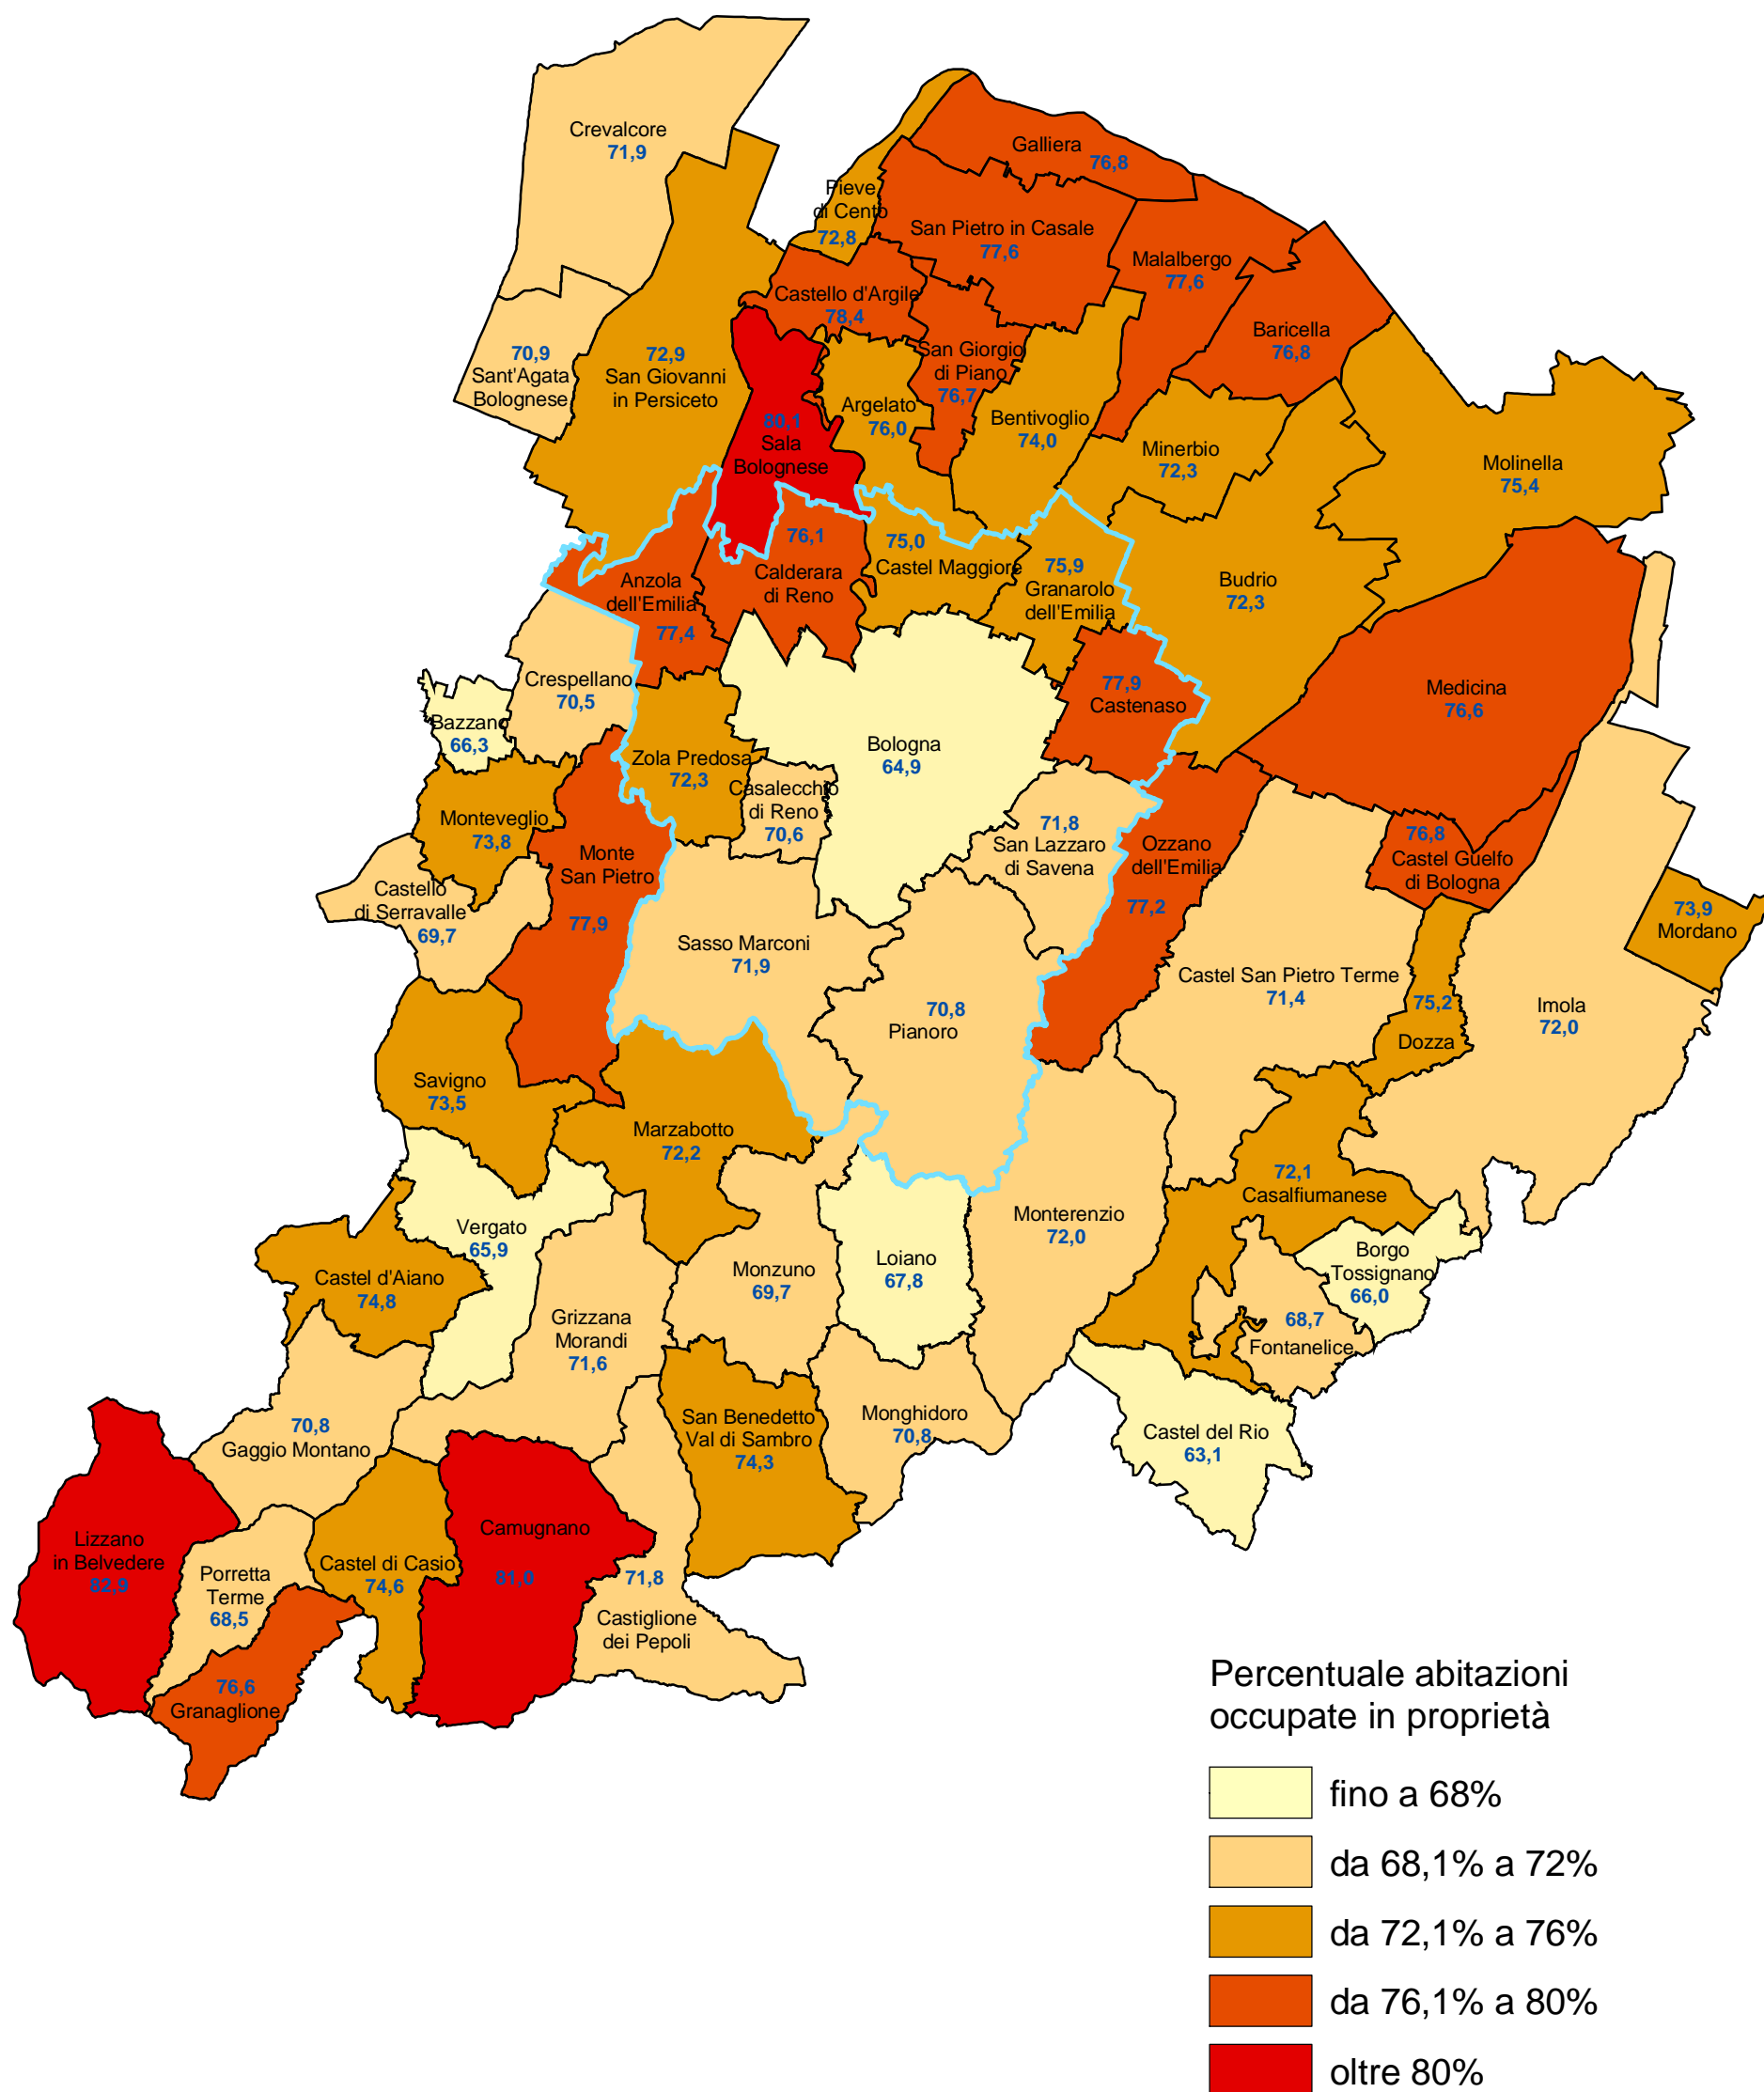 Crevalcore
71,9
Galliera
76,8
Pieve
di Cento
72,8
San Pietro in Casale
77,6
Malalbergo
77,6
Castello d'Argile
78,4
Baricella
76,8
70,9
Sant'Agata
Bolognese
72,9
San Giovanni
in Persiceto
San Giorgio
di Piano
76,7
80,1
Sala
Bolognese
Argelato
76,0
Bentivoglio
74,0
Minerbio
72,3
Molinella
75,4
76,1
Calderara
di Reno
75,0
Castel Maggiore
75,9
Granarolo
dell'Emilia
Budrio
72,3
Anzola
dell'Emilia
77,4
Crespellano
70,5
77,9
Castenaso
Medicina
76,6
Bazzano
66,3
Bologna
64,9
Zola Predosa
72,3
Casalecchio
di Reno
70,6
Monteveglio
73,8
71,8
San Lazzaro
di Savena
Ozzano
dell'Emilia
77,2
76,8
Castel Guelfo
di Bologna
Monte
San Pietro
77,9
Castello
di Serravalle
69,7
73,9
Mordano
Sasso Marconi
71,9
Castel San Pietro Terme
71,4
70,8
Pianoro
75,2
Dozza
Imola
72,0
Savigno
73,5
Marzabotto
72,2
72,1
Casalfiumanese
Vergato
65,9
Monterenzio
72,0
Castel d'Aiano
74,8
Monzuno
69,7
Loiano
67,8
Borgo
Tossignano
66,0
Grizzana
Morandi
71,6
68,7
Fontanelice
70,8
Gaggio Montano
San Benedetto
Val di Sambro
74,3
Monghidoro
70,8
Castel del Rio
63,1
Lizzano
in Belvedere
82,9
Camugnano
81,0
Porretta
Terme
68,5
Castel di Casio
74,6
71,8
Castiglione
dei Pepoli
76,6
Granaglione
Percentuale abitazioni
occupate in proprietà
fino a 68%
da 68,1% a 72%
da 72,1% a 76%
da 76,1% a 80%
oltre 80%